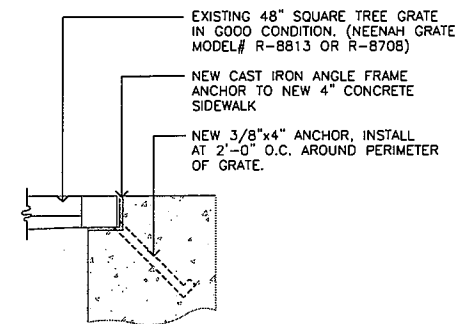 EXISTING 48" SQUARE TREE GRATE
IN GOOD CONDITION. (NEENAH GRATE
MODEL# R-8813 OR R-8708)
NEW CAST IRON ANGLE FRAME
ANCHOR TO NEW 4" CONCRETE
SIDEWALK
NEW 3/8"x4" ANCHOR, INSTALL
AT 2'-0" O.C. AROUND PERIMETER
OF GRATE.